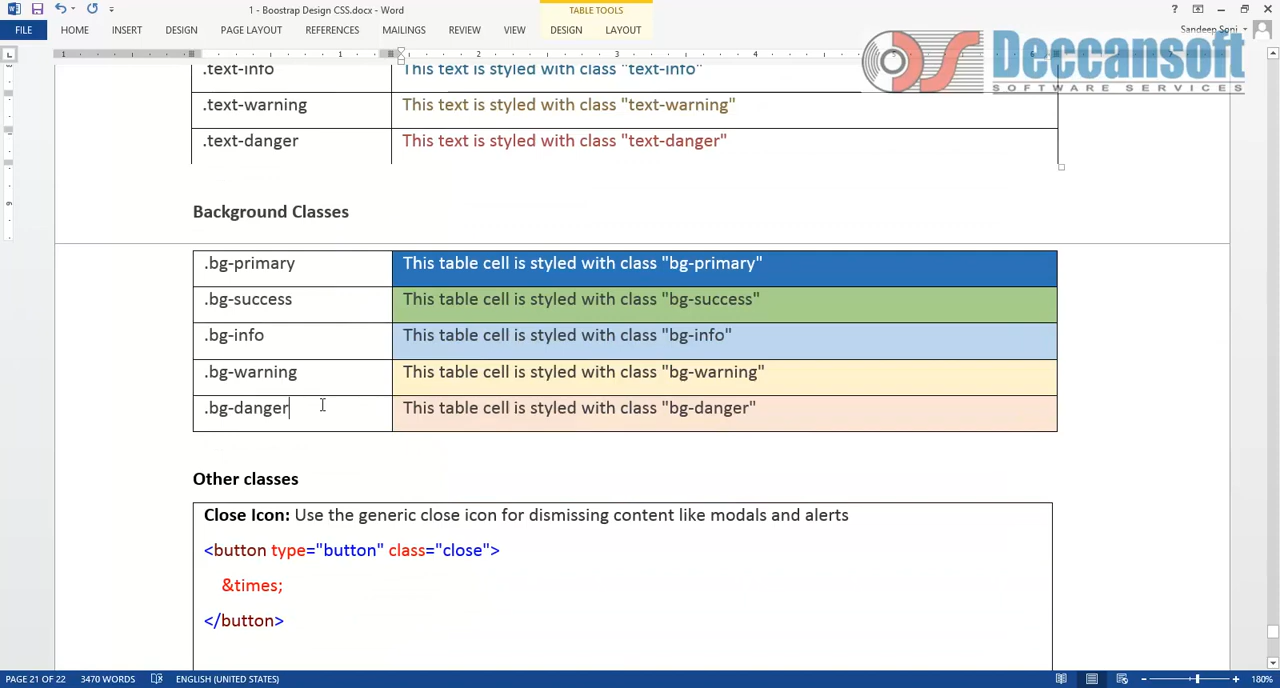 1 - Boostrap Design CSS.docx - Word
TABLE TOOLS
FILE HOME INSERT DESIGN PAGE LAYOUT REFERENCES MAILINGS REVIEW VIEW DESIGN LAYOUT
Sandeep Soni
Deccansoft
SOFTWARE SERVICES
1 1 2 3 4
.text-info This text is styled with class "text-info"
.text-warning This text is styled with class "text-warning"
.text-danger This text is styled with class "text-danger"
Background Classes
.bg-primary This table cell is styled with class "bg-primary"
.bg-success This table cell is styled with class "bg-success"
.bg-info This table cell is styled with class "bg-info"
.bg-warning This table cell is styled with class "bg-warning"
.bg-danger This table cell is styled with class "bg-danger"
Other classes
Close Icon: Use the generic close icon for dismissing content like modals and alerts
<button type="button" class="close">
&times;
</button>
PAGE 21 OF 22 3470 WORDS ENGLISH (UNITED STATES) 180%